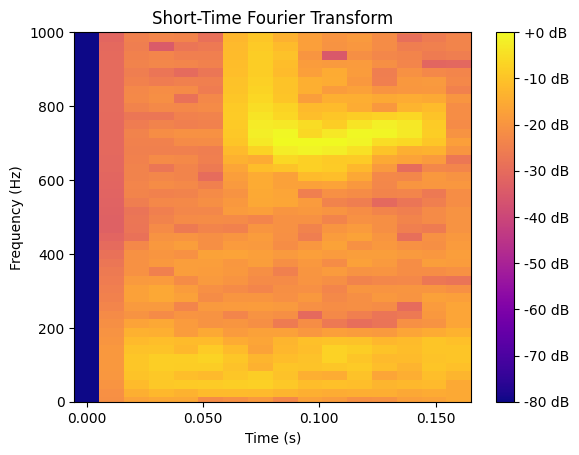 Short-Time Fourier Transform
1000
800
600
400
200
0
Frequency (Hz)
0.000
0.050
0.100
0.150
Time (s)
+0 dB
-10 dB
-20 dB
-30 dB
-40 dB
-50 dB
-60 dB
-70 dB
-80 dB